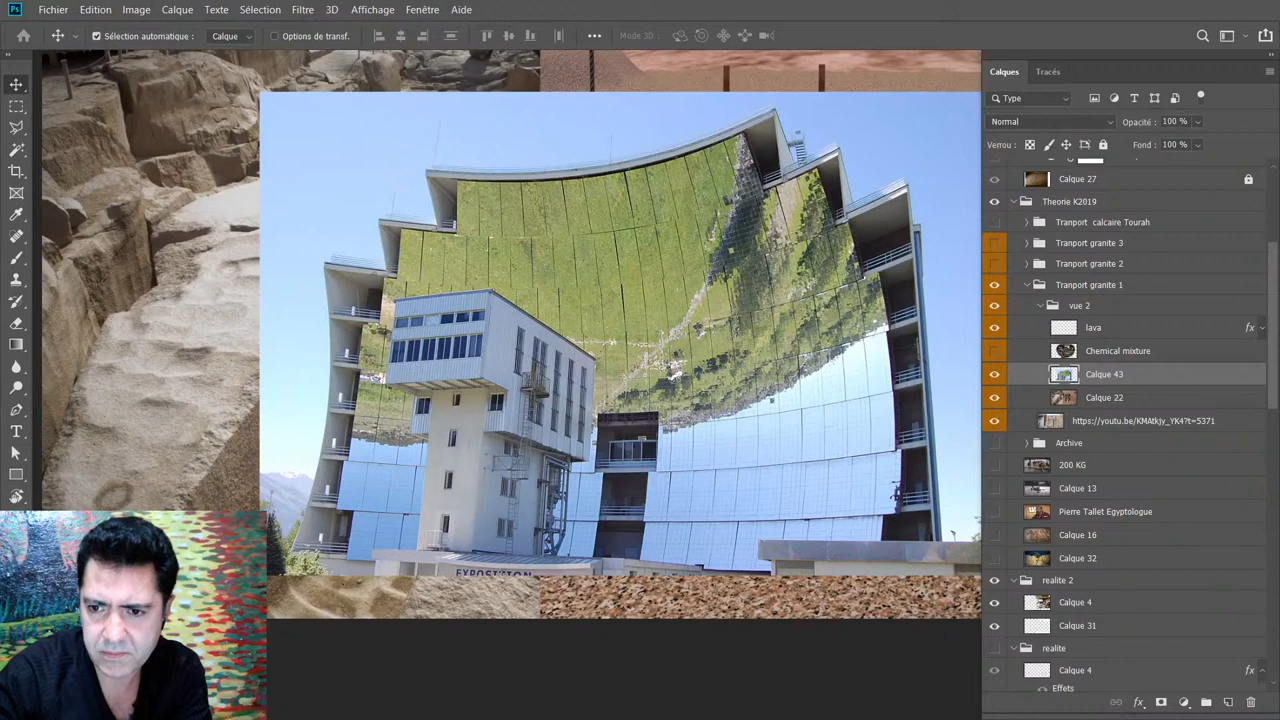 Ps Fichier Edition Image Calque Texte Sélection Filtre 3D Affichage Fenêtre Aide
Sélection automatique : Calque Options de transf. Mode 3D :
Calques Tracés
Type
Normal Opacité : 100 %
Verrou : Fond : 100 %
Calque 27
Theorie K2019
Tranport calcaire Tourah
Tranport granite 3
Tranport granite 2
Tranport granite 1
vue 2
lava fx
Chemical mixture
Calque 43
Calque 22
https://youtu.be/KMAtkjy_YK4?t=5371
Archive
200 KG
Calque 13
Pierre Tallet Egyptologue
Calque 16
Calque 32
realite 2
Calque 4
Calque 31
realite
Calque 4 fx
Effets
fx
EXPOSITION